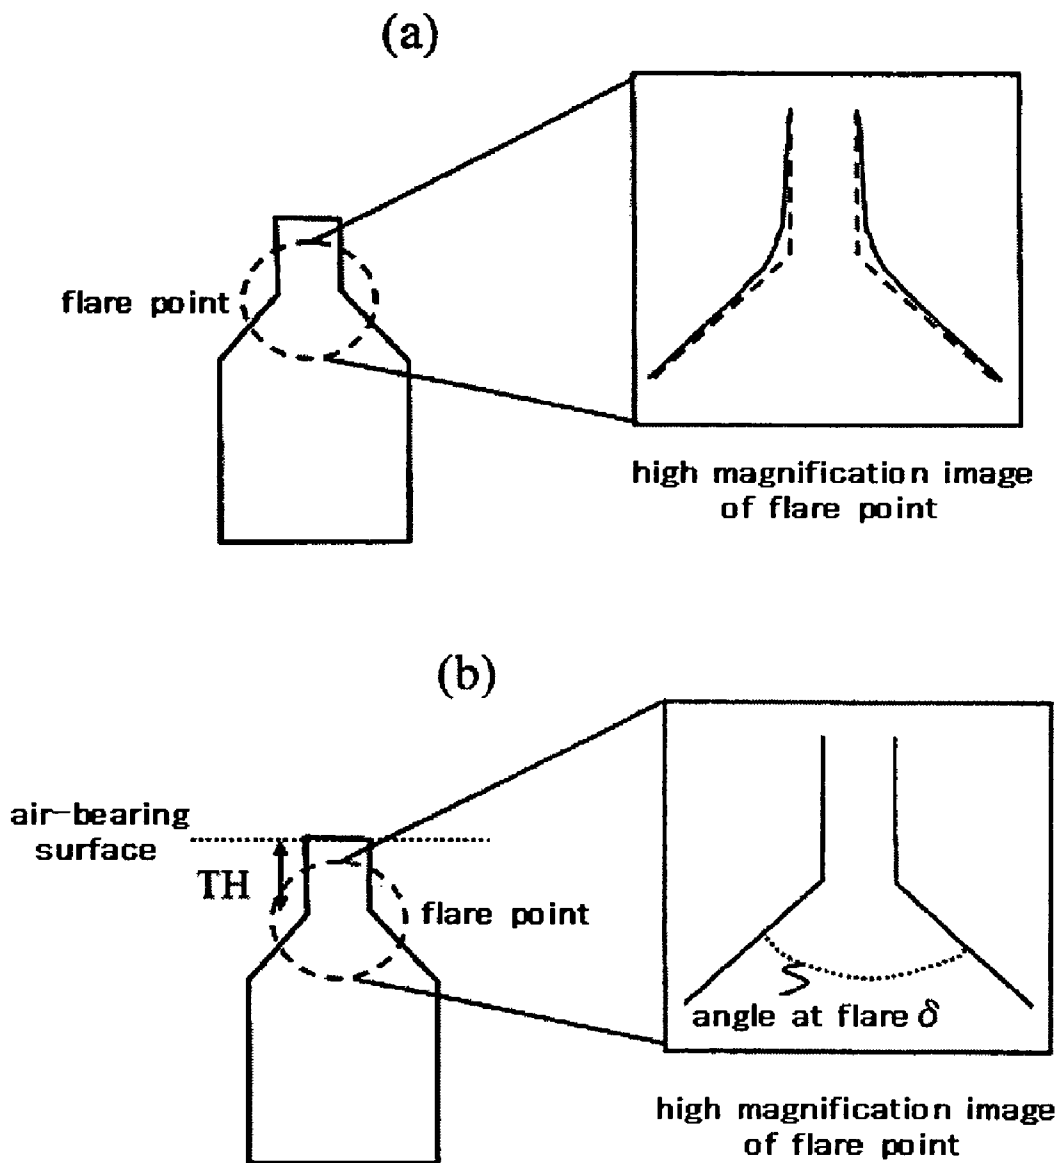 (a)
flare point
high magnification image
of flare point
(b)
air-bearing
surface
TH
flare point
angle at flare δ
high magnification image
of flare point